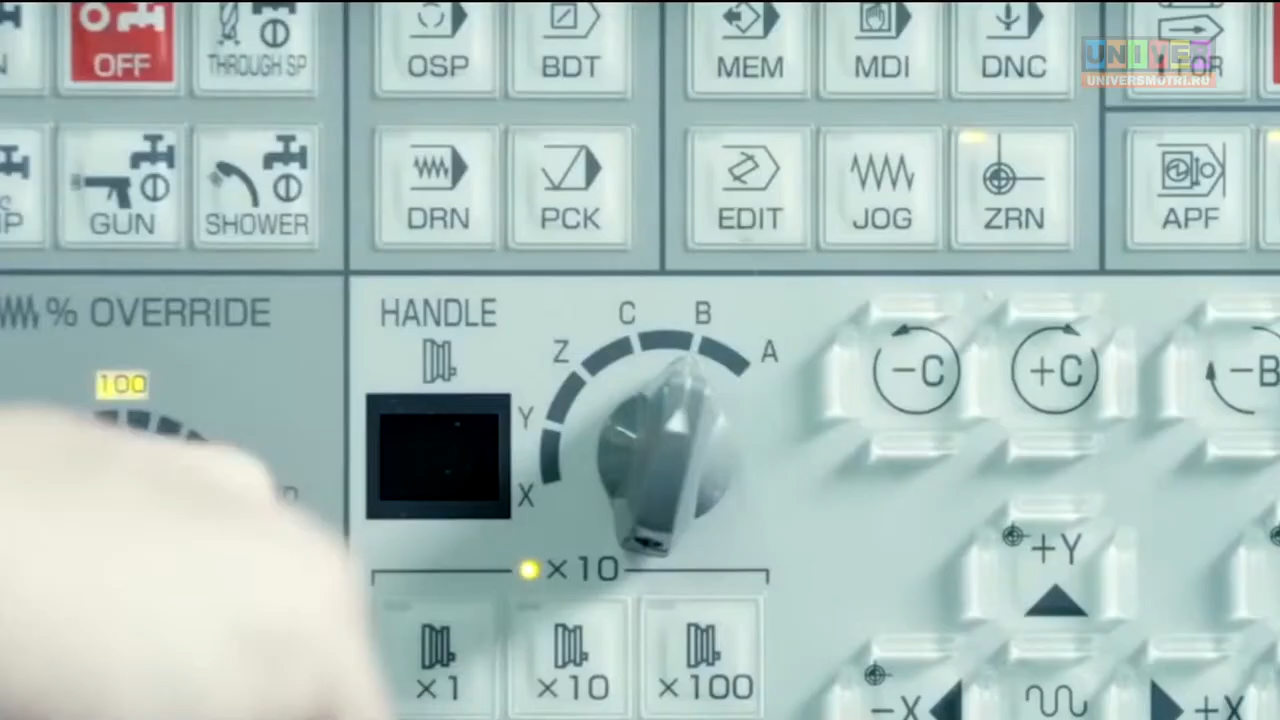 OFF
THROUGH SP
OSP
BDT
MEM
MDI
DNC
UNIVER
UNIVERSMOTRI.RU
GUN
SHOWER
DRN
PCK
EDIT
JOG
ZRN
APF
% OVERRIDE
100
HANDLE
X
Y
Z
C
B
A
-C
+C
-B
×10
+Y
×1
×10
×100
-X
+X